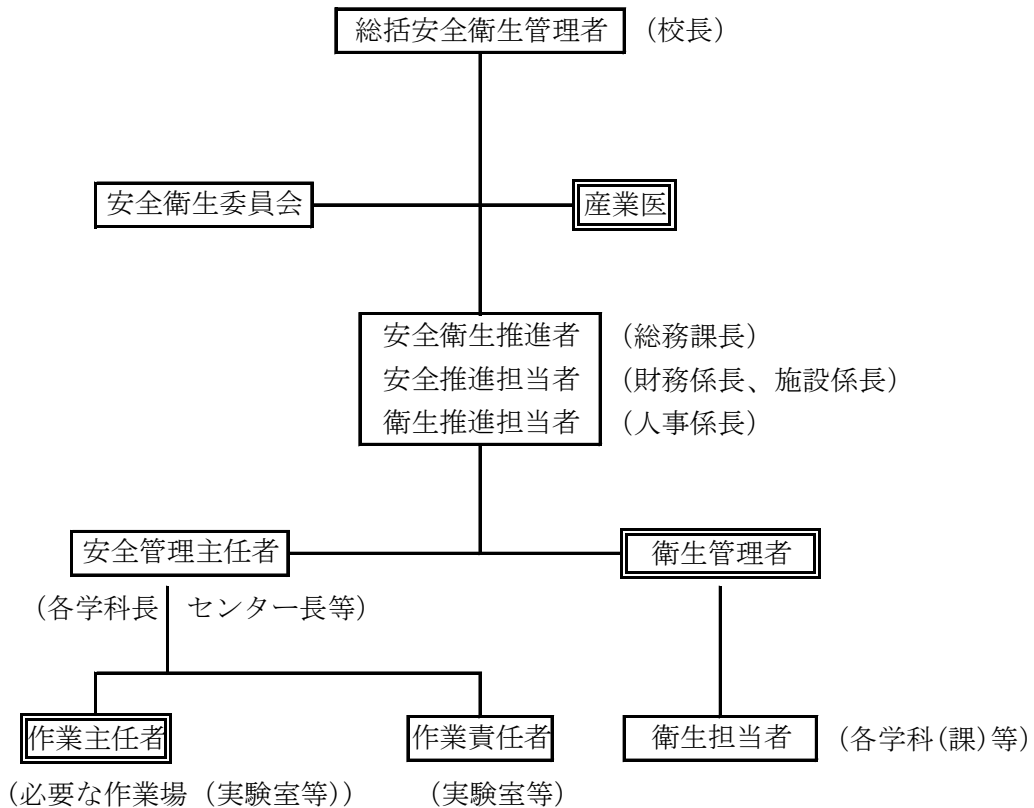 総括安全衛生管理者 (校長)
安全衛生委員会 産業医
安全衛生推進者 (総務課長)
安全推進担当者 (財務係長、施設係長)
衛生推進担当者 (人事係長)
安全管理主任者 衛生管理者
(各学科長 センター長等)
作業主任者 作業責任者 衛生担当者 (各学科(課)等)
(必要な作業場（実験室等）) (実験室等)